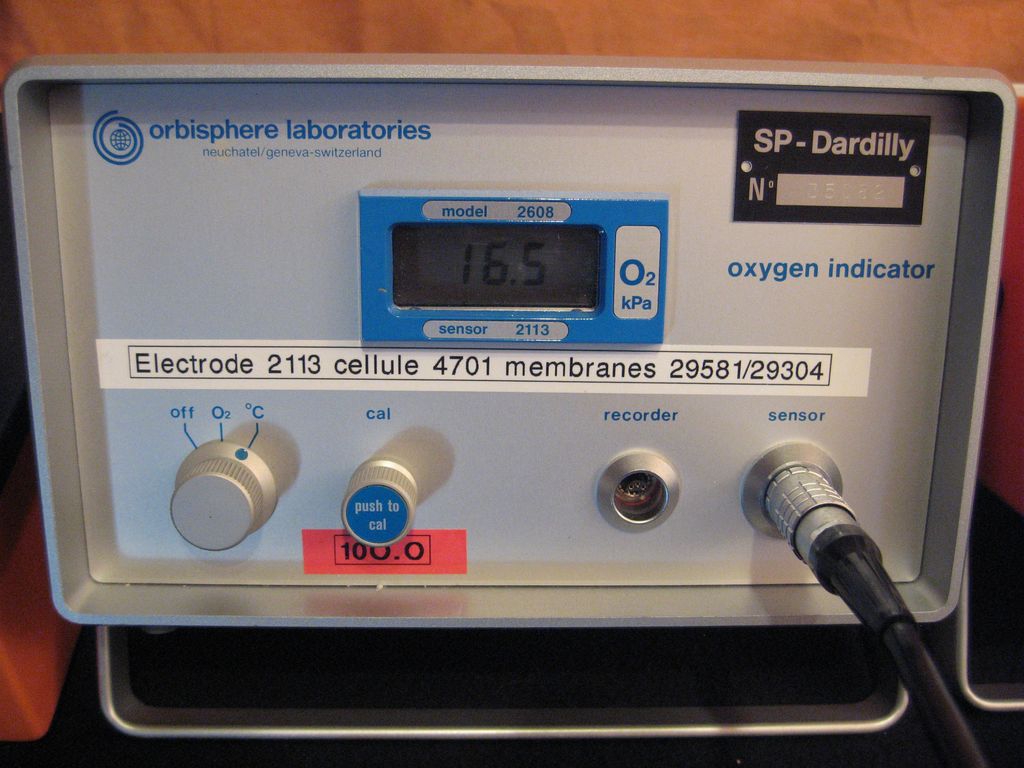 orbisphere laboratories
neuchatel/geneva-switzerland
SP-Dardilly
N°
model 2608
16.5
O₂
kPa
sensor 2113
oxygen indicator
Electrode 2113 cellule 4701 membranes 29581/29304
off O₂ °C
cal
recorder
sensor
push to
cal
100.0